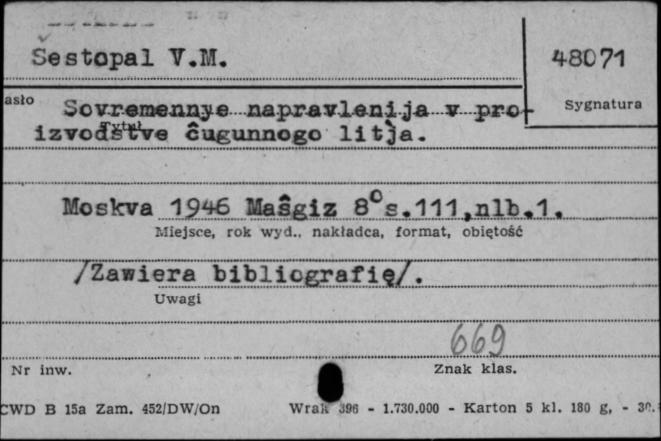 Šestopal V.M.
48071
asło
Sygnatura
Sovremennye napravlenija v pro-
Tytuł
izvodstve čugunnogo litja.
Moskva 1946 Mašgiz 8° s.111,nlb.1.
Miejsce, rok wyd., nakładca, format, objętość
/Zawiera bibliografię/.
Uwagi
669
Nr inw.
Znak klas.
CWD B 15a Zam. 452/DW/On Wrak 396 - 1.730.000 - Karton 5 kl. 180 g, - 30.